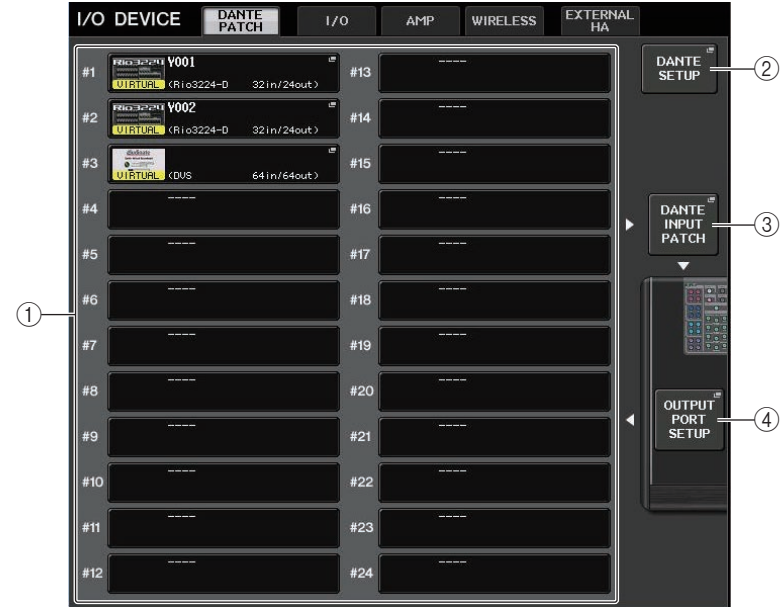 I/O DEVICE
DANTE PATCH
I/O
AMP
WIRELESS
EXTERNAL HA
#1
Rio3224
Y001
VIRTUAL
(Rio3224-D 32in/24out)
#2
Rio3224
Y002
VIRTUAL
(Rio3224-D 32in/24out)
#3
audinate
VIRTUAL
(DVS 64in/64out)
#4
----
#5
----
#6
----
#7
----
#8
----
#9
----
#10
----
#11
----
#12
----
#13
----
#14
----
#15
----
#16
----
#17
----
#18
----
#19
----
#20
----
#21
----
#22
----
#23
----
#24
----
DANTE
SETUP
DANTE
INPUT
PATCH
OUTPUT
PORT
SETUP
①
②
③
④